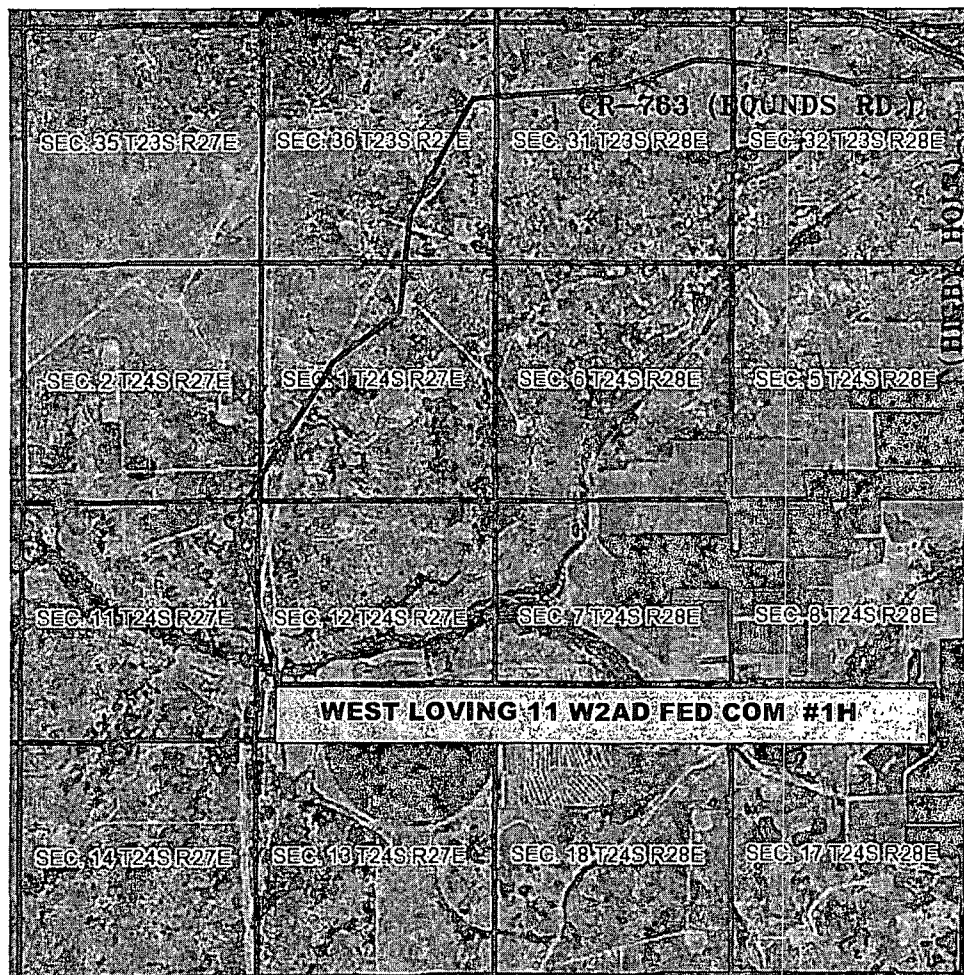 CR-763 (BOUNDS RD.)
SEC. 35 T23S R27E
SEC. 36 T23S R27E
SEC. 31 T23S R28E
SEC. 32 T23S R28E
SEC. 2 T24S R27E
SEC. 1 T24S R27E
SEC. 6 T24S R28E
SEC. 5 T24S R28E
SEC. 11 T24S R27E
SEC. 12 T24S R27E
SEC. 7 T24S R28E
SEC. 8 T24S R28E
WEST LOVING 11 W2AD FED COM #1H
SEC. 14 T24S R27E
SEC. 13 T24S R27E
SEC. 18 T24S R28E
SEC. 17 T24S R28E